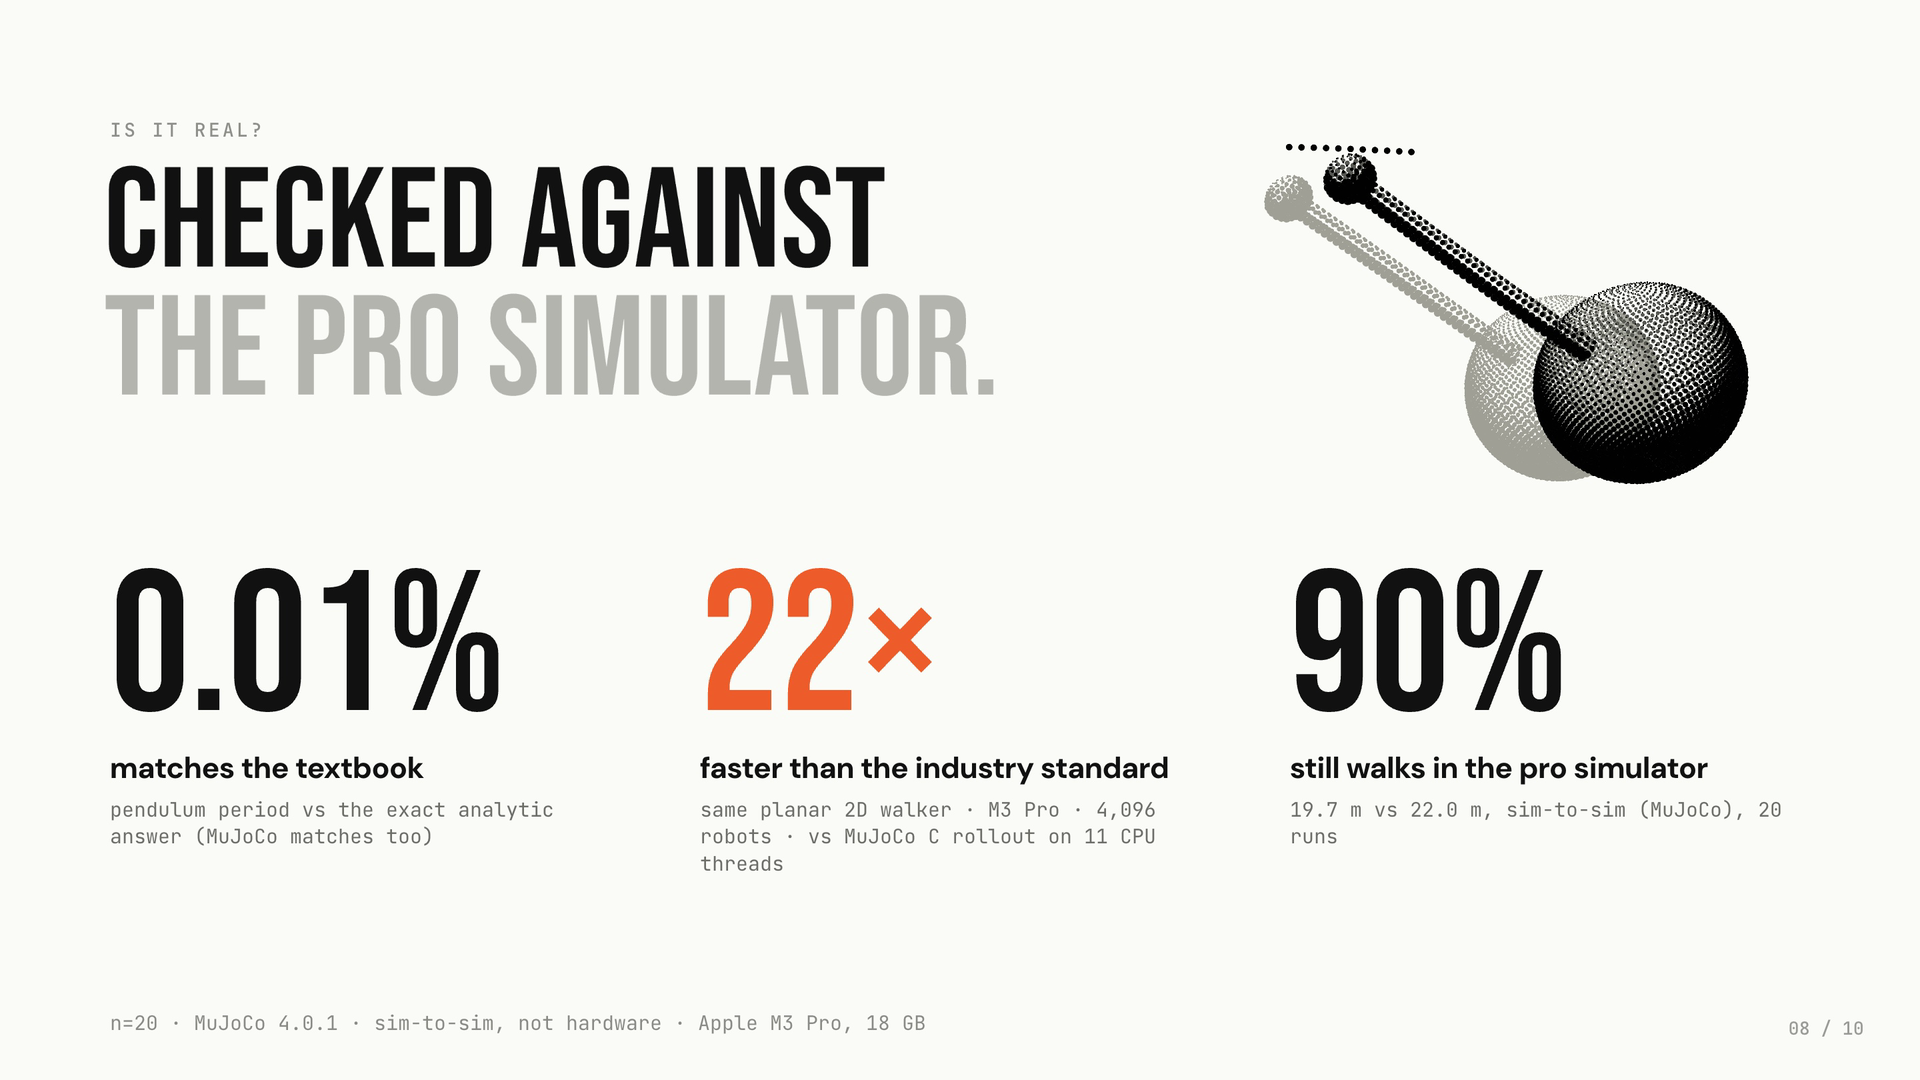 IS IT REAL?
CHECKED AGAINST
THE PRO SIMULATOR.
0.01%
matches the textbook
pendulum period vs the exact analytic
answer (MuJoCo matches too)
22×
faster than the industry standard
same planar 2D walker · M3 Pro · 4,096
robots · vs MuJoCo C rollout on 11 CPU
threads
90%
still walks in the pro simulator
19.7 m vs 22.0 m, sim-to-sim (MuJoCo), 20
runs
n=20 · MuJoCo 4.0.1 · sim-to-sim, not hardware · Apple M3 Pro, 18 GB
08 / 10